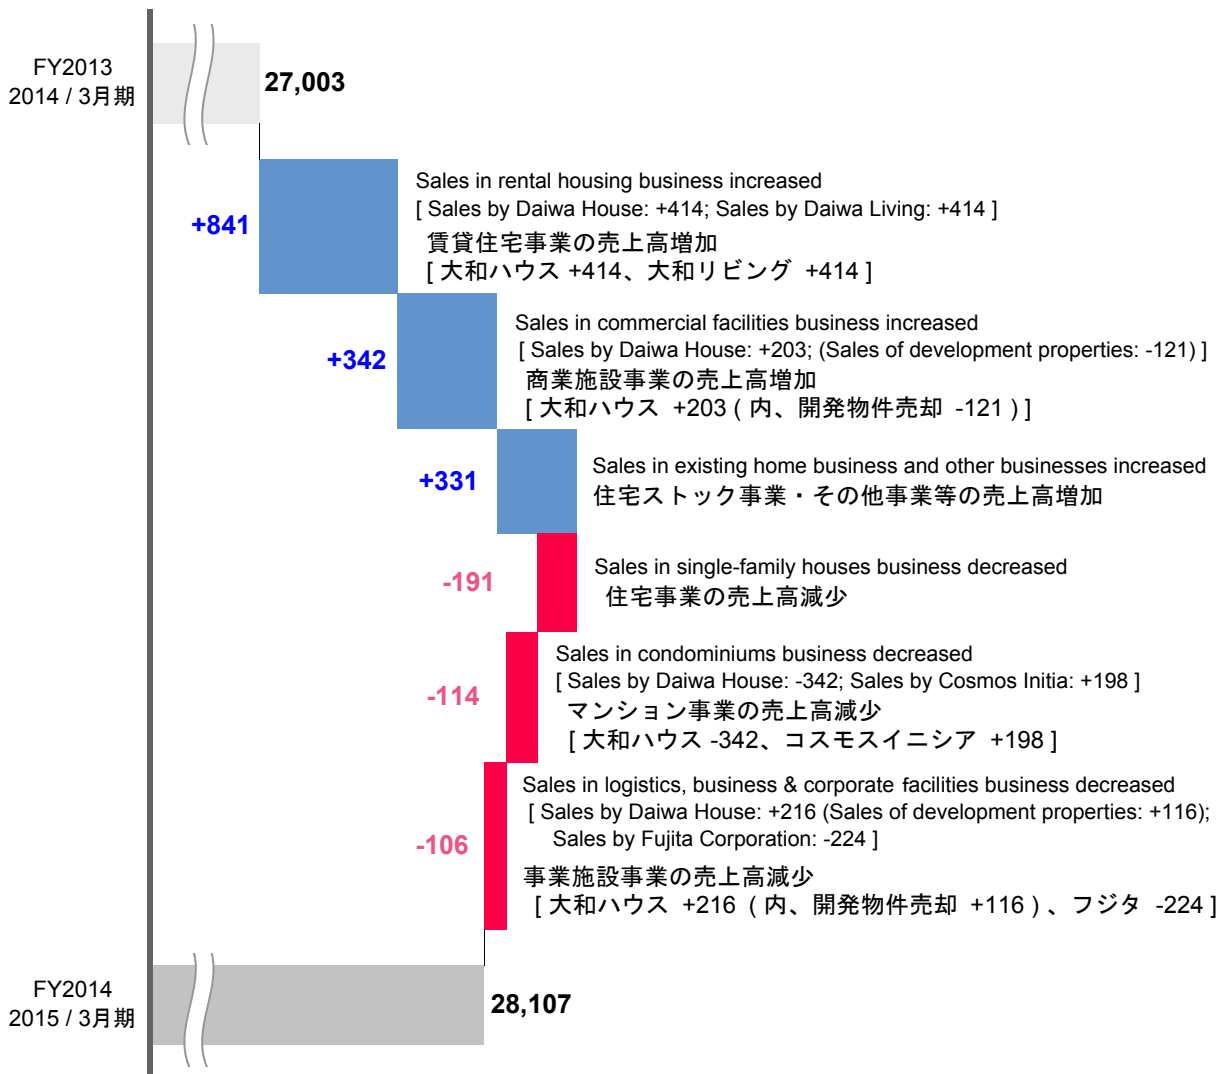 FY2013
2014 / 3月期
27,003
+841
Sales in rental housing business increased
[ Sales by Daiwa House: +414; Sales by Daiwa Living: +414 ]
賃貸住宅事業の売上高増加
[ 大和ハウス +414、大和リビング +414 ]
+342
Sales in commercial facilities business increased
[ Sales by Daiwa House: +203; (Sales of development properties: -121) ]
商業施設事業の売上高増加
[ 大和ハウス +203 ( 内、開発物件売却 -121 ) ]
+331
Sales in existing home business and other businesses increased
住宅ストック事業・その他事業等の売上高増加
-191
Sales in single-family houses business decreased
住宅事業の売上高減少
-114
Sales in condominiums business decreased
[ Sales by Daiwa House: -342; Sales by Cosmos Initia: +198 ]
マンション事業の売上高減少
[ 大和ハウス -342、コスモスイニシア +198 ]
-106
Sales in logistics, business & corporate facilities business decreased
[ Sales by Daiwa House: +216 (Sales of development properties: +116);
Sales by Fujita Corporation: -224 ]
事業施設事業の売上高減少
[ 大和ハウス +216 ( 内、開発物件売却 +116 ) 、フジタ -224 ]
FY2014
2015 / 3月期
28,107